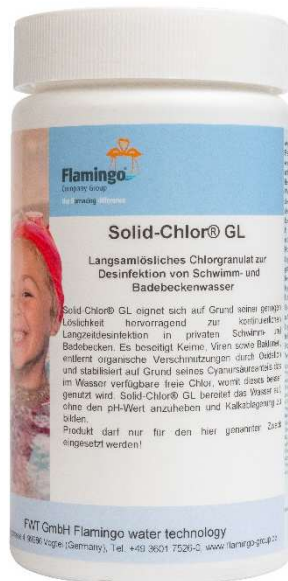 Flamingo
Company Group
the amazing difference
Solid-Chlor® GL
Langsamlösliches Chlorgranulat zur
Desinfektion von Schwimm- und
Badebeckenwasser
Solid-Chlor® GL eignet sich auf Grund seiner geringen
Löslichkeit hervorragend zur kontinuierlichen
Langzeitdesinfektion in privaten Schwimm- und
Badebecken. Es beseitigt Keime, Viren sowie Bakterien,
entfernt organische Verschmutzungen durch Oxidation
und stabilisiert auf Grund seines Cyanursäureanteils das
im Wasser verfügbare freie Chlor, womit dieses besser
genutzt wird. Solid-Chlor® GL bereitet das Wasser auf,
ohne den pH-Wert anzuheben und Kalkablagerung zu
bilden.
Produkt darf nur für den hier genannten Zweck
eingesetzt werden!
FWT GmbH Flamingo water technology
Vogtei (Germany), Tel. +49 3601 7526-0, www.flamingo-group.